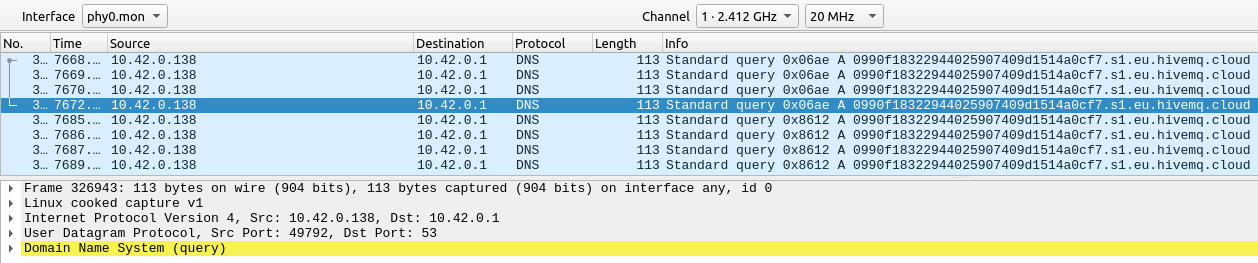 Interface phy0.mon Channel 1 · 2.412 GHz 20 MHz
No. Time Source Destination Protocol Length Info
3… 7668.… 10.42.0.138 10.42.0.1 DNS 113 Standard query 0x06ae A 0990f18322944025907409d1514a0cf7.s1.eu.hivemq.cloud
3… 7669.… 10.42.0.138 10.42.0.1 DNS 113 Standard query 0x06ae A 0990f18322944025907409d1514a0cf7.s1.eu.hivemq.cloud
3… 7670.… 10.42.0.138 10.42.0.1 DNS 113 Standard query 0x06ae A 0990f18322944025907409d1514a0cf7.s1.eu.hivemq.cloud
3… 7672.… 10.42.0.138 10.42.0.1 DNS 113 Standard query 0x06ae A 0990f18322944025907409d1514a0cf7.s1.eu.hivemq.cloud
3… 7685.… 10.42.0.138 10.42.0.1 DNS 113 Standard query 0x8612 A 0990f18322944025907409d1514a0cf7.s1.eu.hivemq.cloud
3… 7686.… 10.42.0.138 10.42.0.1 DNS 113 Standard query 0x8612 A 0990f18322944025907409d1514a0cf7.s1.eu.hivemq.cloud
3… 7687.… 10.42.0.138 10.42.0.1 DNS 113 Standard query 0x8612 A 0990f18322944025907409d1514a0cf7.s1.eu.hivemq.cloud
3… 7689.… 10.42.0.138 10.42.0.1 DNS 113 Standard query 0x8612 A 0990f18322944025907409d1514a0cf7.s1.eu.hivemq.cloud
Frame 326943: 113 bytes on wire (904 bits), 113 bytes captured (904 bits) on interface any, id 0
Linux cooked capture v1
Internet Protocol Version 4, Src: 10.42.0.138, Dst: 10.42.0.1
User Datagram Protocol, Src Port: 49792, Dst Port: 53
Domain Name System (query)